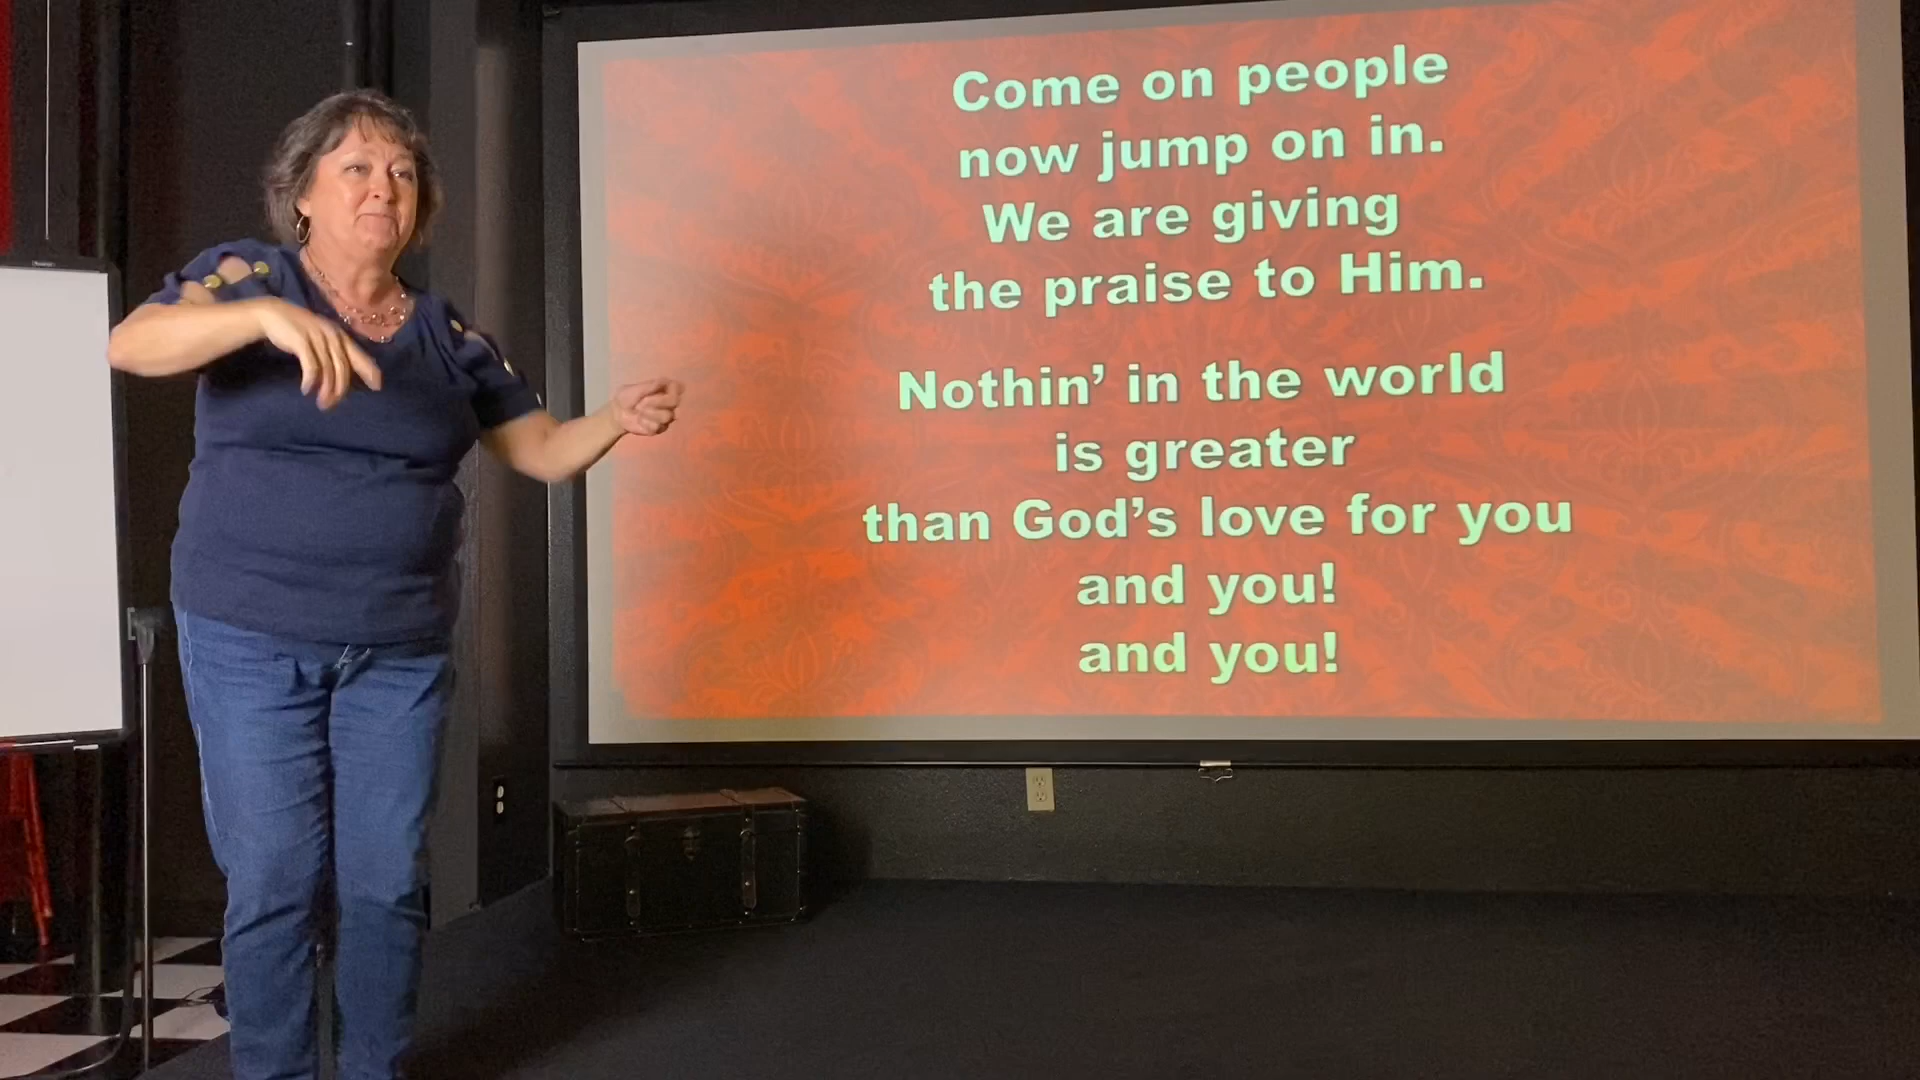 Come on people
now jump on in.
We are giving
the praise to Him.
Nothin’ in the world
is greater
than God’s love for you
and you!
and you!